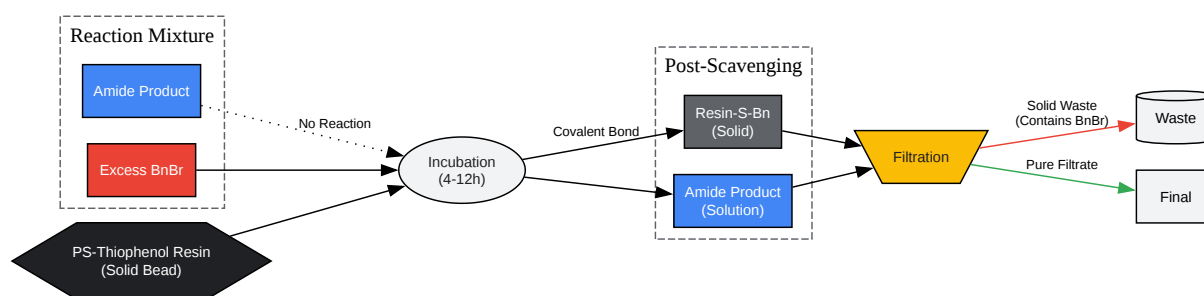 Reaction Mixture
Amide Product
No Reaction
Excess BnBr
PS-Thiophenol Resin
(Solid Bead)
Incubation
(4-12h)
Covalent Bond
Post-Scavenging
Resin-S-Bn
(Solid)
Amide Product
(Solution)
Filtration
Solid Waste
(Contains BnBr)
Pure Filtrate
Waste
Final